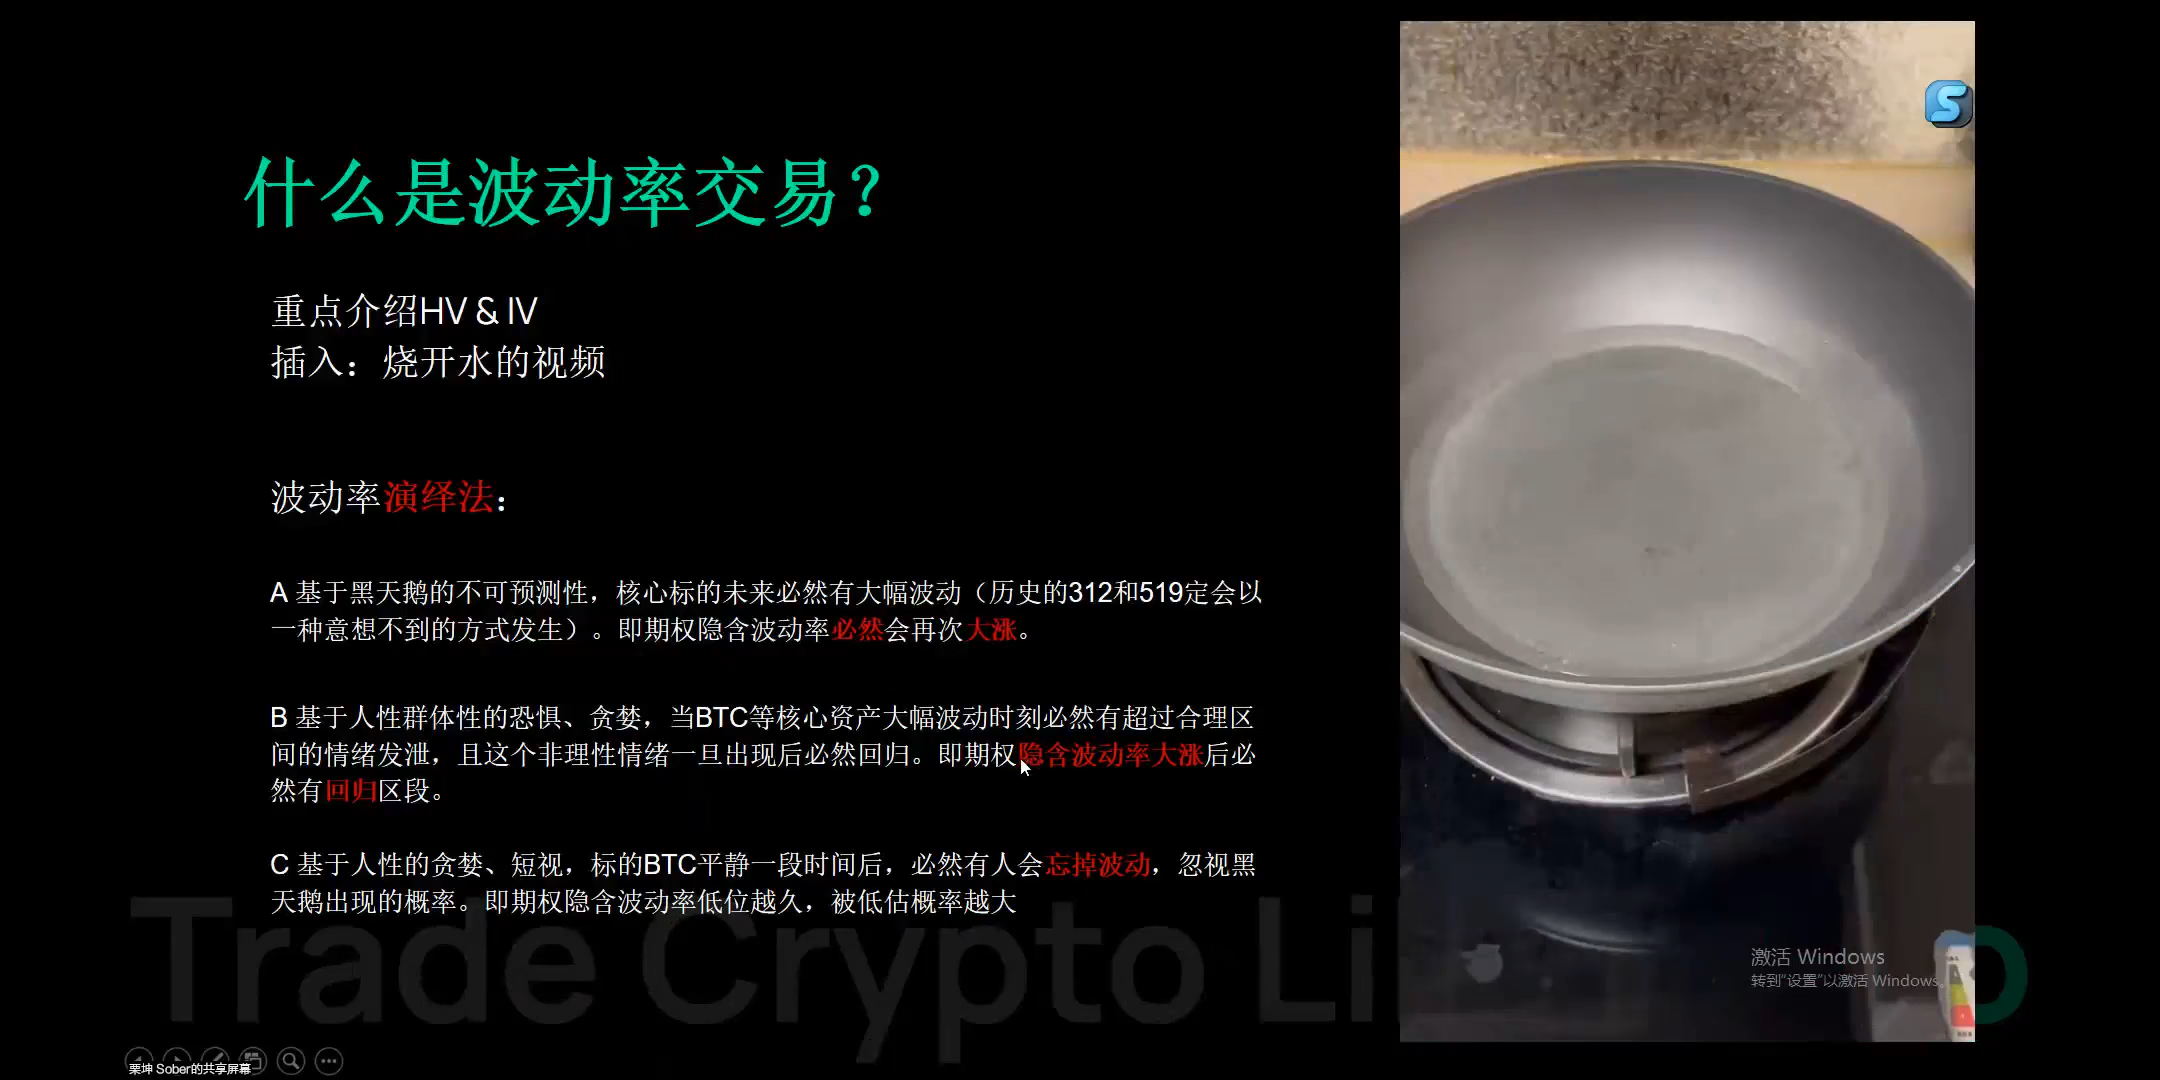 什么是波动率交易？
重点介绍HV & IV
插入：烧开水的视频
波动率演绎法：
A 基于黑天鹅的不可预测性，核心标的未来必然有大幅波动（历史的312和519定会以
一种意想不到的方式发生）。即期权隐含波动率必然会再次大涨。
B 基于人性群体性的恐惧、贪婪，当BTC等核心资产大幅波动时刻必然有超过合理区
间的情绪发泄，且这个非理性情绪一旦出现后必然回归。即期权隐含波动率大涨后必
然有回归区段。
C 基于人性的贪婪、短视，标的BTC平静一段时间后，必然有人会忘掉波动，忽视黑
天鹅出现的概率。即期权隐含波动率低位越久，被低估概率越大
Trade Crypto Li
激活 Windows
转到“设置”以激活 Windows。
栗坤 Sober的共享屏幕